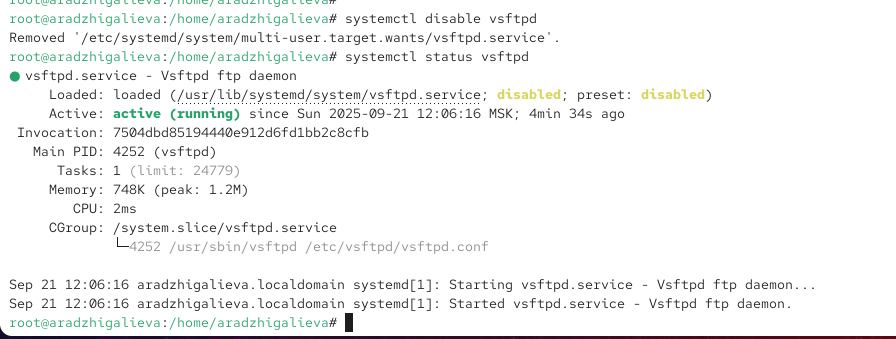 root@aradzhigalieva:/home/aradzhigalieva#
root@aradzhigalieva:/home/aradzhigalieva# systemctl disable vsftpd
Removed '/etc/systemd/system/multi-user.target.wants/vsftpd.service'.
root@aradzhigalieva:/home/aradzhigalieva# systemctl status vsftpd
● vsftpd.service - Vsftpd ftp daemon
     Loaded: loaded (/usr/lib/systemd/system/vsftpd.service; disabled; preset: disabled)
     Active: active (running) since Sun 2025-09-21 12:06:16 MSK; 4min 34s ago
 Invocation: 7504dbd85194440e912d6fd1bb2c8cfb
   Main PID: 4252 (vsftpd)
      Tasks: 1 (limit: 24779)
     Memory: 748K (peak: 1.2M)
        CPU: 2ms
     CGroup: /system.slice/vsftpd.service
             └─4252 /usr/sbin/vsftpd /etc/vsftpd/vsftpd.conf
Sep 21 12:06:16 aradzhigalieva.localdomain systemd[1]: Starting vsftpd.service - Vsftpd ftp daemon...
Sep 21 12:06:16 aradzhigalieva.localdomain systemd[1]: Started vsftpd.service - Vsftpd ftp daemon.
root@aradzhigalieva:/home/aradzhigalieva#